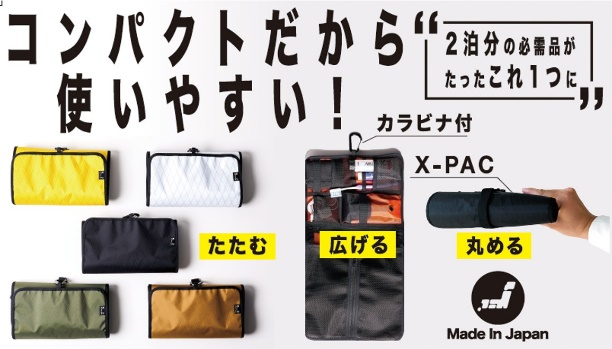 コンパクトだから
使いやすい！
“2泊分の必需品が
たったこれ1つに”
カラビナ付
X-PAC
たたむ
広げる
丸める
Made In Japan